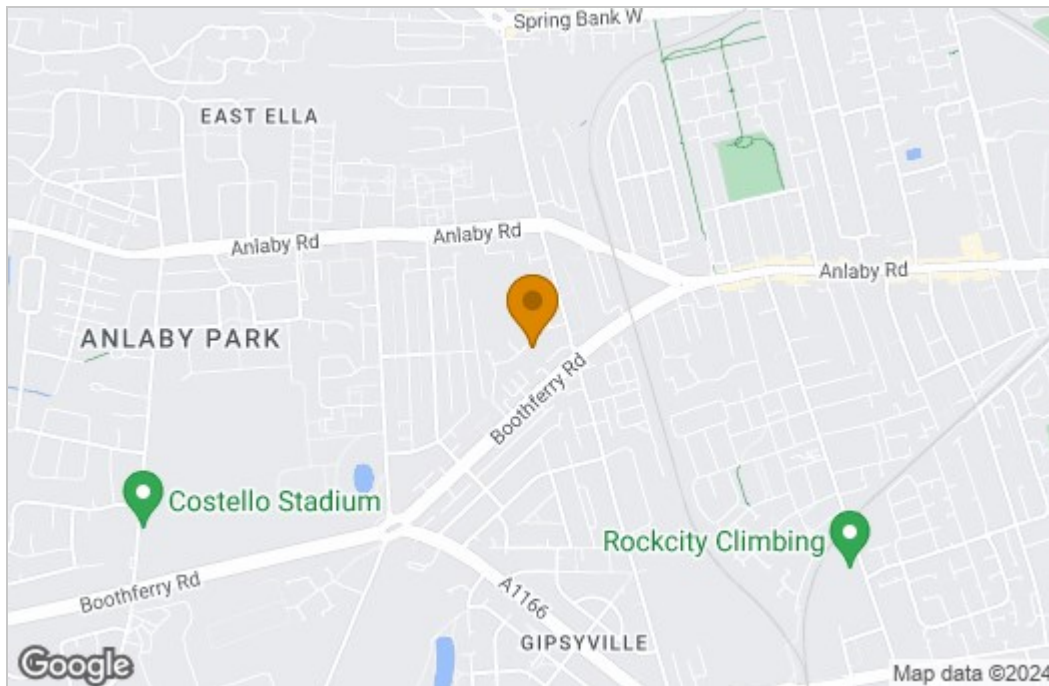 Spring Bank W
EAST ELLA
Anlaby Rd
Anlaby Rd
Anlaby Rd
ANLABY PARK
Boothferry Rd
Costello Stadium
Rockcity Climbing
Boothferry Rd
A1166
GIPSYVILLE
Google
Map data ©2024